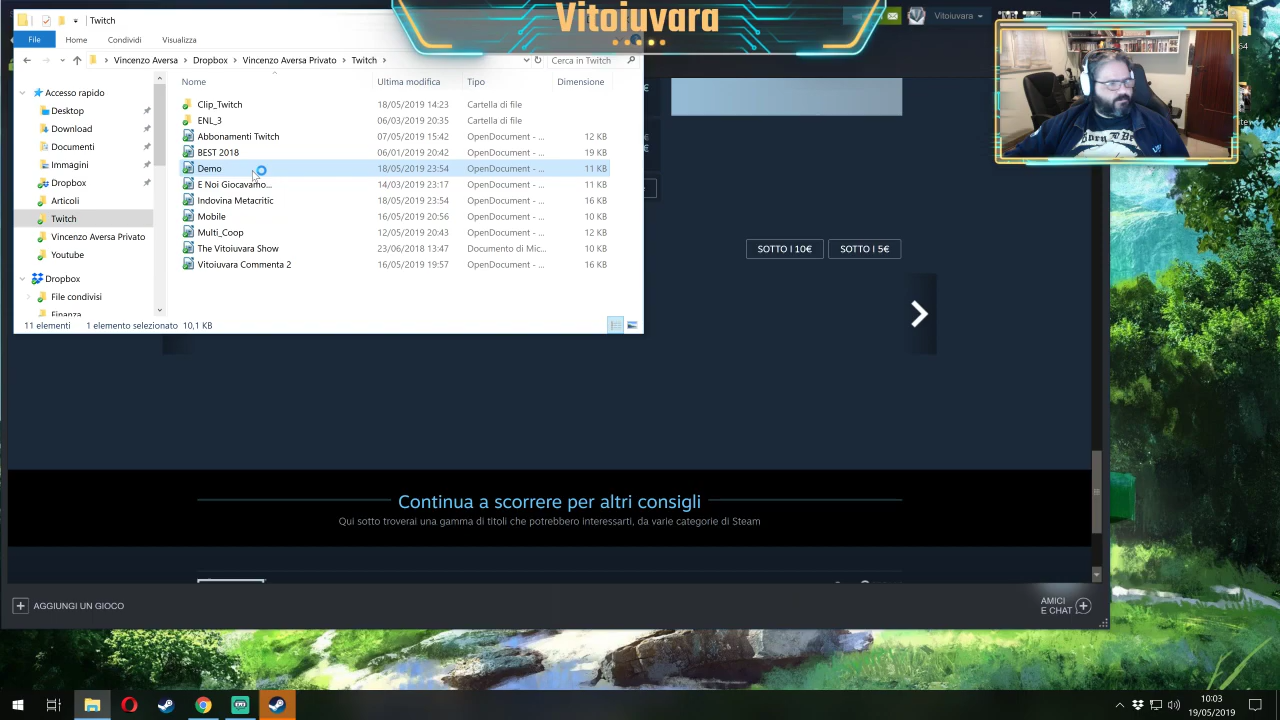 Twitch
Vitoiuvara
Vitoiuvara
File Home Condividi Visualizza
Vincenzo Aversa Dropbox Vincenzo Aversa Privato Twitch
Cerca in Twitch
Accesso rapido
Desktop
Download
Documenti
Immagini
Dropbox
Articoli
Twitch
Vincenzo Aversa Privato
Youtube
Dropbox
File condivisi
Finanza
Nome Ultima modifica Tipo Dimensione
Clip_Twitch 18/05/2019 14:23 Cartella di file
ENL_3 06/03/2019 20:35 Cartella di file
Abbonamenti Twitch 07/05/2019 15:42 OpenDocument - ... 12 KB
BEST 2018 06/01/2019 20:42 OpenDocument - ... 19 KB
Demo 18/05/2019 23:54 OpenDocument - ... 11 KB
E Noi Giocavamo... 14/03/2019 23:17 OpenDocument - ... 11 KB
Indovina Metacritic 18/05/2019 23:54 OpenDocument - ... 16 KB
Mobile 16/05/2019 20:56 OpenDocument - ... 10 KB
Multi_Coop 12/05/2019 20:43 OpenDocument - ... 12 KB
The Vitoiuvara Show 23/06/2018 13:47 Documento di Mic... 10 KB
Vitoiuvara Commenta 2 16/05/2019 19:57 OpenDocument - ... 16 KB
11 elementi 1 elemento selezionato 10,1 KB
SOTTO I 10€ SOTTO I 5€
Continua a scorrere per altri consigli
Qui sotto troverai una gamma di titoli che potrebbero interessarti, da varie categorie di Steam
AGGIUNGI UN GIOCO
AMICI
E CHAT
10:03
19/05/2019